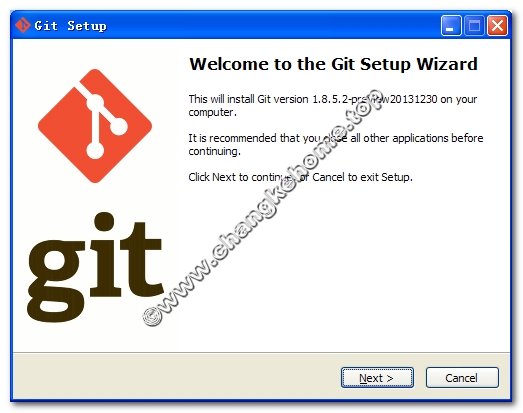 Git Setup
Welcome to the Git Setup Wizard
This will install Git version 1.8.5.2-preview20131230 on your
computer.
It is recommended that you close all other applications before
continuing.
Click Next to continue, or Cancel to exit Setup.
git
©www.changkehome.top
Next >
Cancel